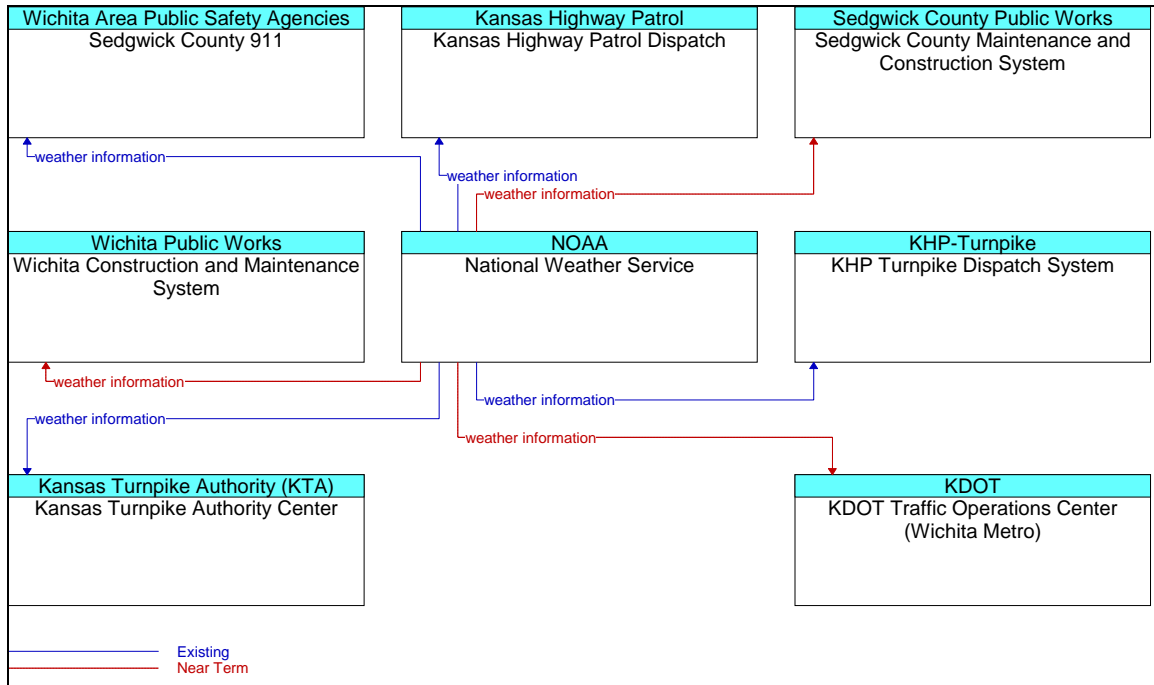 Wichita Area Public Safety Agencies
Sedgwick County 911
Kansas Highway Patrol
Kansas Highway Patrol Dispatch
Sedgwick County Public Works
Sedgwick County Maintenance and
Construction System
weather information
weather information
weather information
Wichita Public Works
Wichita Construction and Maintenance
System
NOAA
National Weather Service
KHP-Turnpike
KHP Turnpike Dispatch System
weather information
weather information
weather information
weather information
Kansas Turnpike Authority (KTA)
Kansas Turnpike Authority Center
KDOT
KDOT Traffic Operations Center
(Wichita Metro)
Existing
Near Term